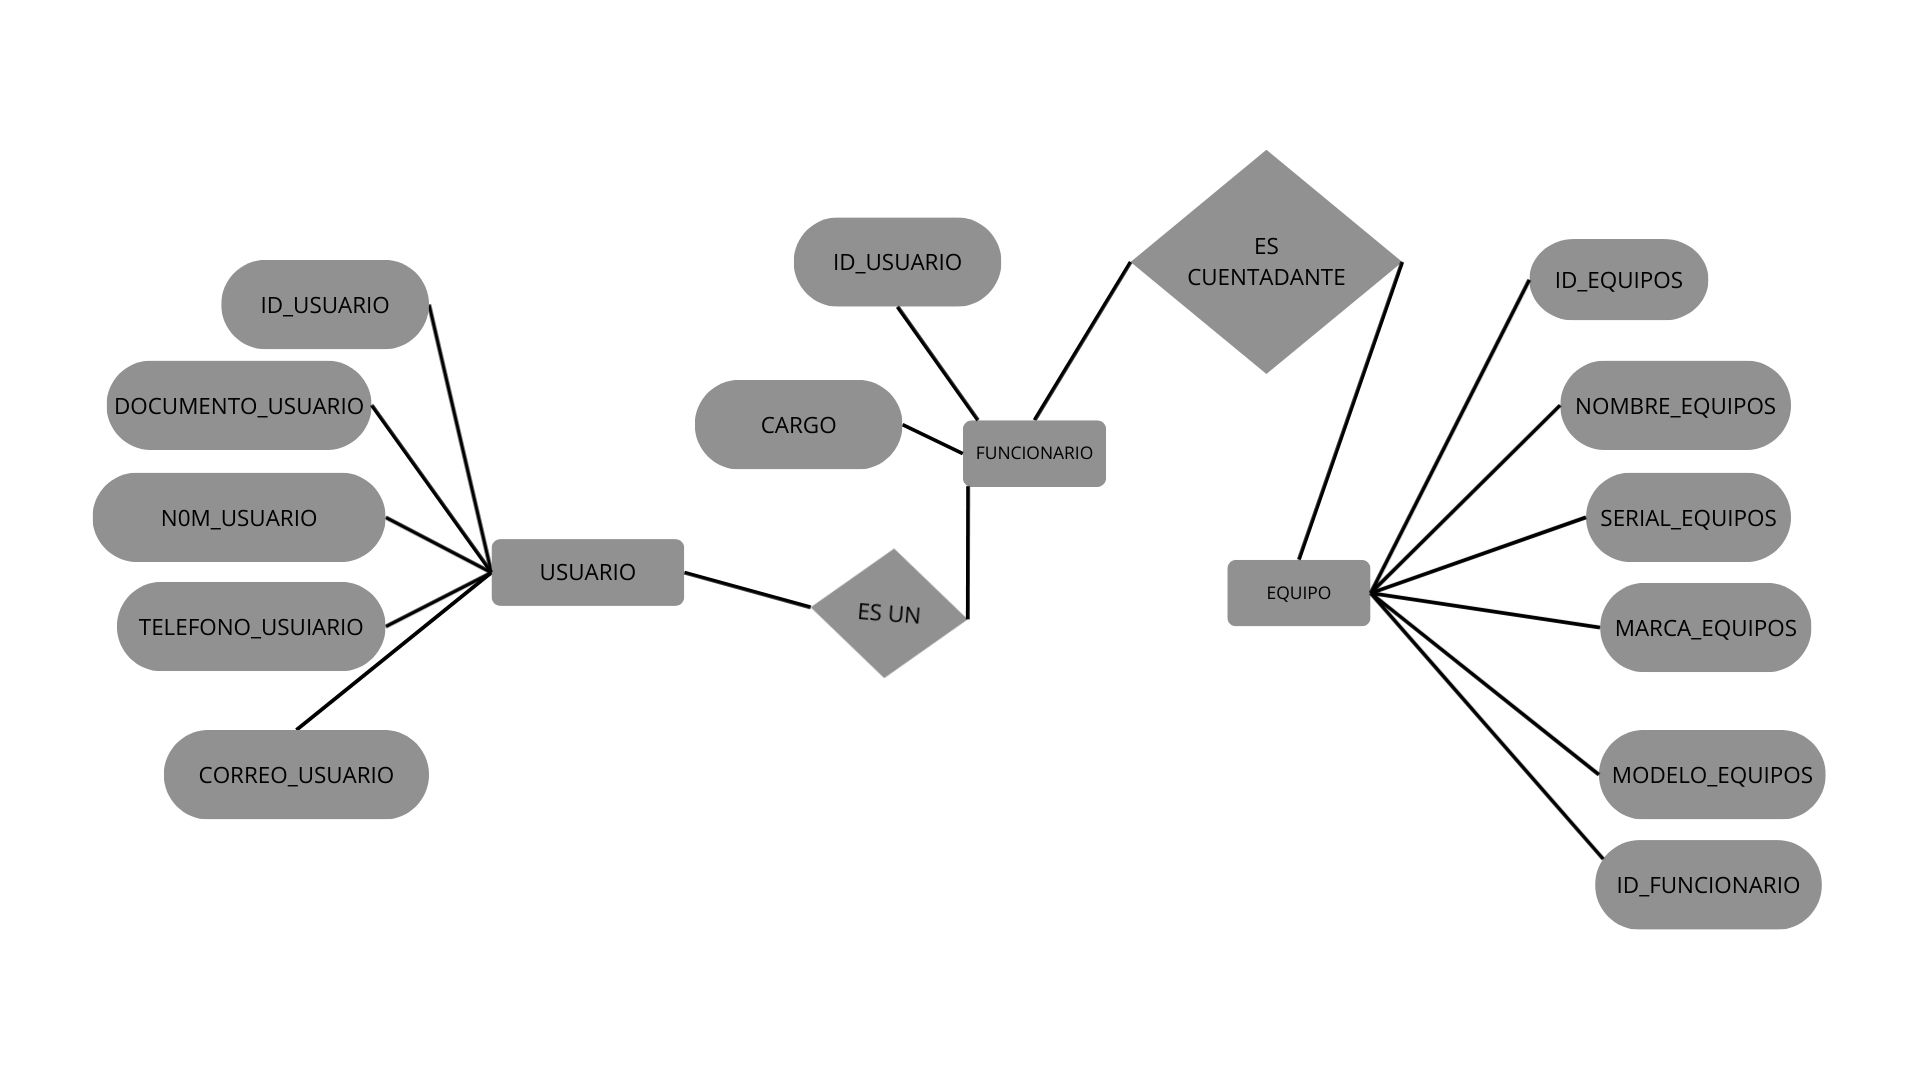 ID_USUARIO
DOCUMENTO_USUARIO
N0M_USUARIO
TELEFONO_USUIARIO
CORREO_USUARIO
USUARIO
ES UN
ID_USUARIO
CARGO
FUNCIONARIO
ES
CUENTADANTE
EQUIPO
ID_EQUIPOS
NOMBRE_EQUIPOS
SERIAL_EQUIPOS
MARCA_EQUIPOS
MODELO_EQUIPOS
ID_FUNCIONARIO